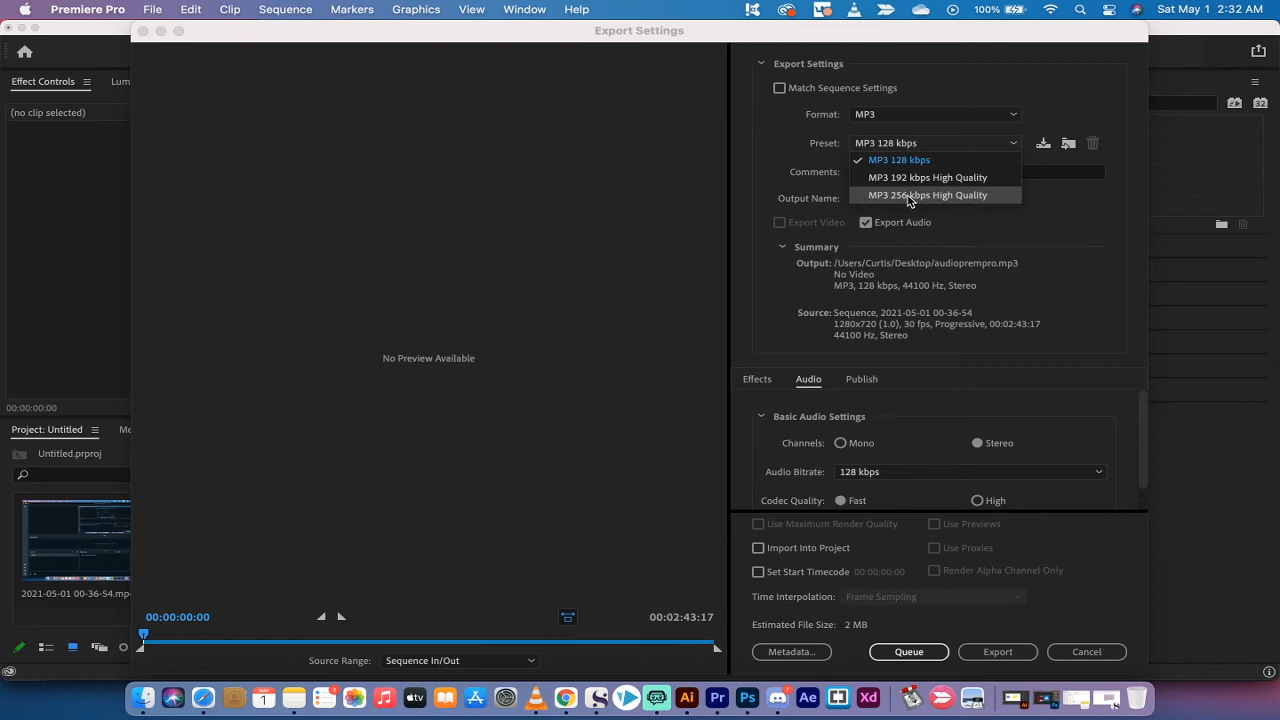 Premiere Pro File Edit Clip Sequence Markers Graphics View Window Help 100% Sat May 1 2:32 AM
Export Settings
Effect Controls Lum
(no clip selected)
Export Settings
Match Sequence Settings
Format: MP3
Preset: MP3 128 kbps
MP3 128 kbps
Comments: MP3 192 kbps High Quality
Output Name: MP3 256 kbps High Quality
Export Video Export Audio
Summary
Output: /Users/Curtis/Desktop/audioprempro.mp3
No Video
MP3, 128 kbps, 44100 Hz, Stereo
Source: Sequence, 2021-05-01 00-36-54
1280x720 (1.0), 30 fps, Progressive, 00:02:43:17
44100 Hz, Stereo
No Preview Available
Effects Audio Publish
00:00:00:00
Basic Audio Settings
Project: Untitled Me
Channels: Mono Stereo
Untitled.prproj
Audio Bitrate: 128 kbps
Codec Quality: Fast High
Use Maximum Render Quality Use Previews
Import Into Project Use Proxies
Set Start Timecode 00:00:00:00 Render Alpha Channel Only
2021-05-01 00-36-54.mp
Time Interpolation: Frame Sampling
00:00:00:00 00:02:43:17
Estimated File Size: 2 MB
Metadata... Queue Export Cancel
Source Range: Sequence In/Out